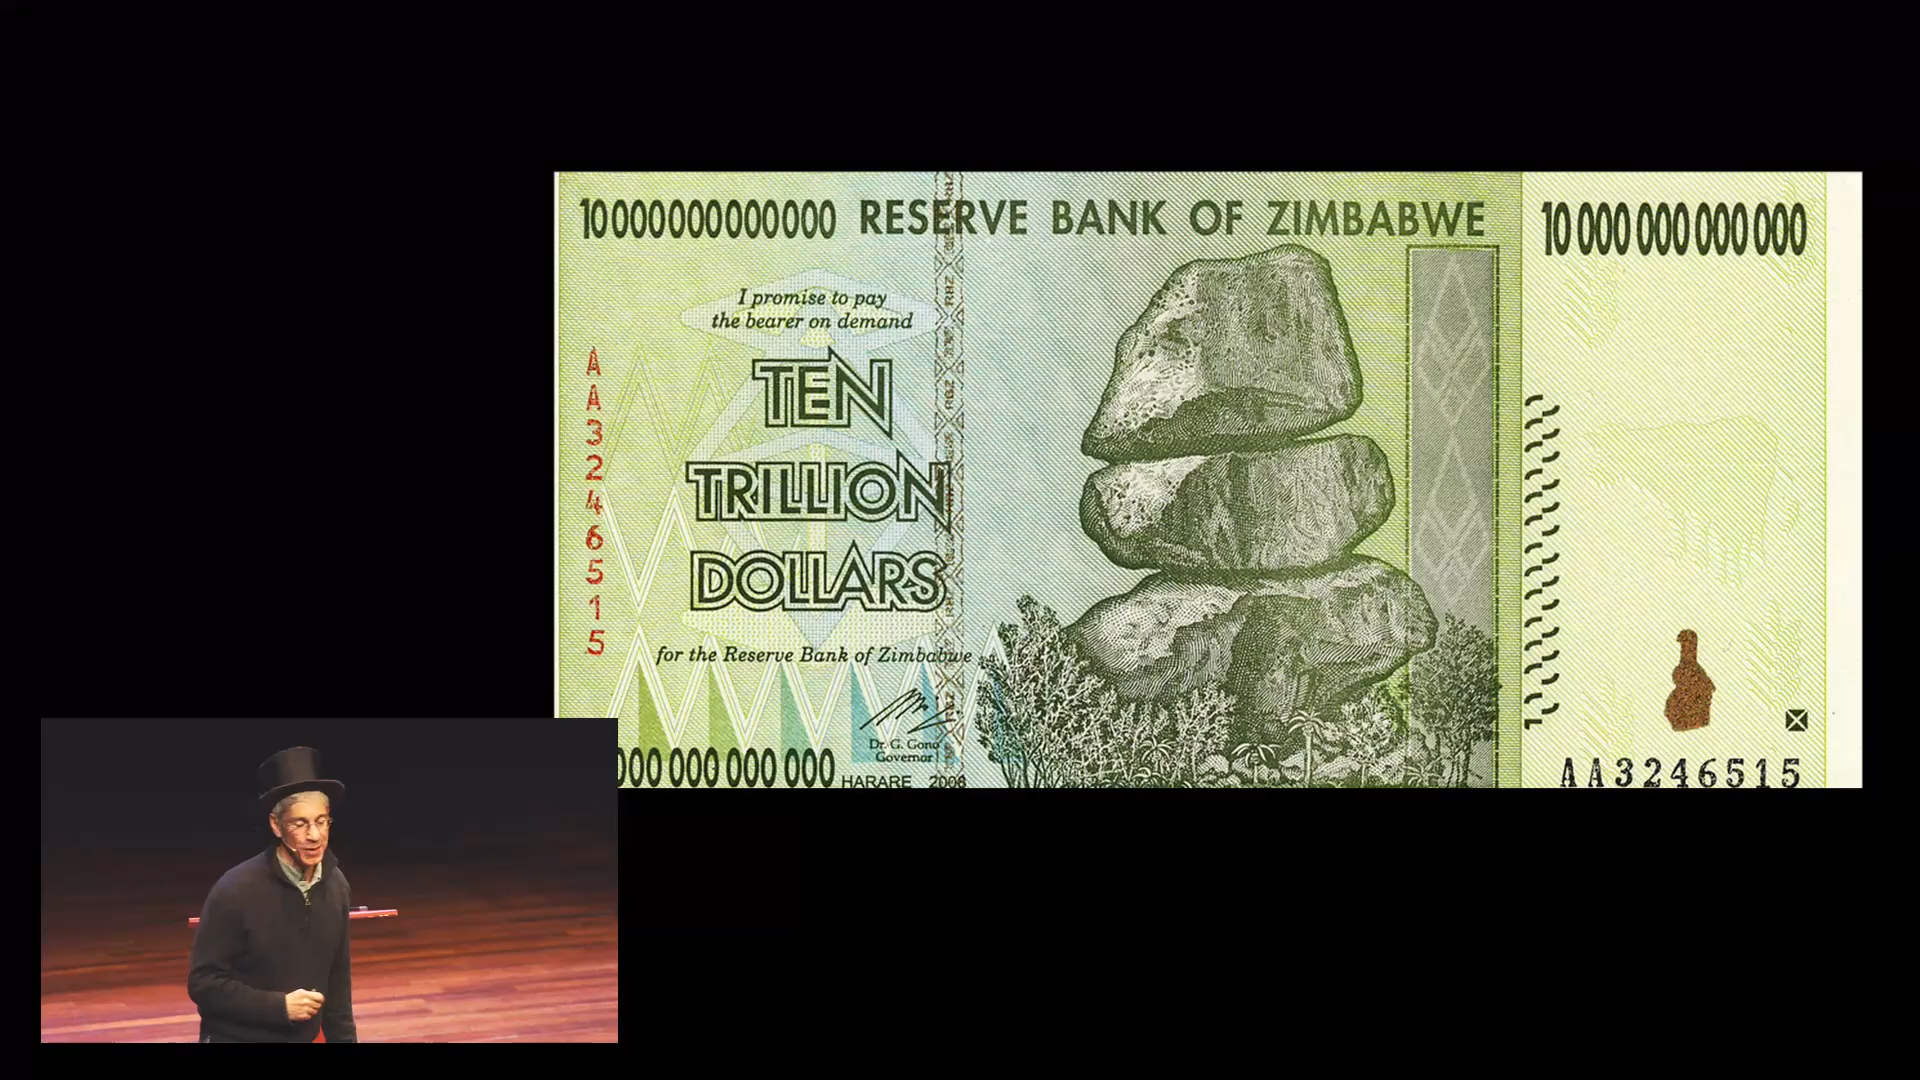 10000000000000 RESERVE BANK OF ZIMBABWE 10 000 000 000 000
I promise to pay
the bearer on demand
TEN
TRILLION
DOLLARS
for the Reserve Bank of Zimbabwe
AA3246515
Dr. G. Gono
Governor
000 000 000 000
HARARE 2008
AA3246515